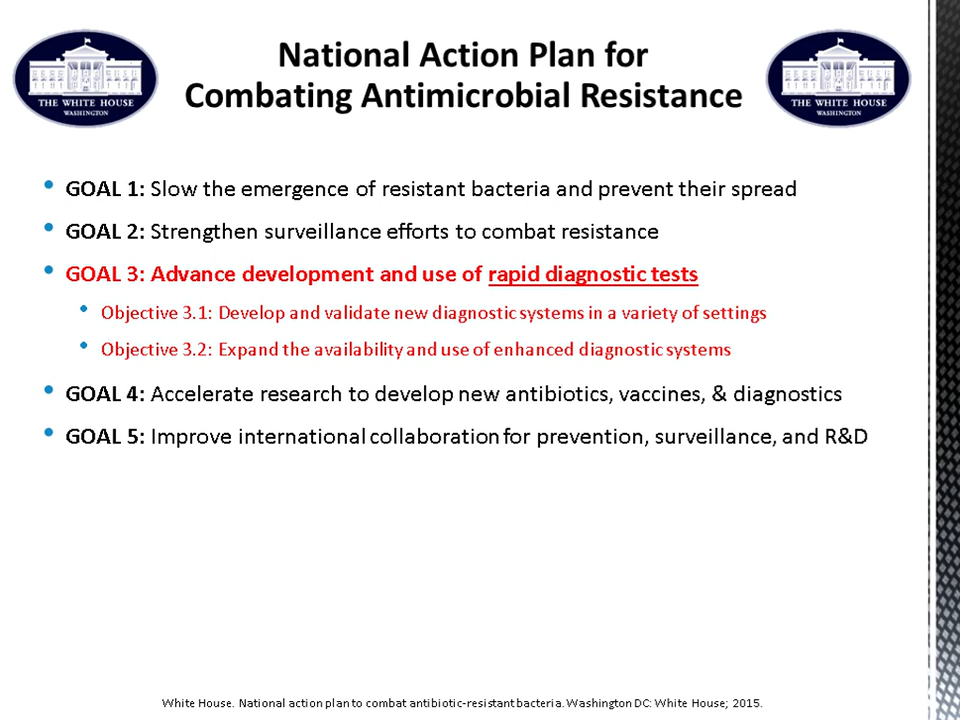 THE WHITE HOUSE
WASHINGTON
National Action Plan for
Combating Antimicrobial Resistance
THE WHITE HOUSE
WASHINGTON
• GOAL 1: Slow the emergence of resistant bacteria and prevent their spread
• GOAL 2: Strengthen surveillance efforts to combat resistance
• GOAL 3: Advance development and use of rapid diagnostic tests
• Objective 3.1: Develop and validate new diagnostic systems in a variety of settings
• Objective 3.2: Expand the availability and use of enhanced diagnostic systems
• GOAL 4: Accelerate research to develop new antibiotics, vaccines, & diagnostics
• GOAL 5: Improve international collaboration for prevention, surveillance, and R&D
White House. National action plan to combat antibiotic-resistant bacteria. Washington DC: White House; 2015.